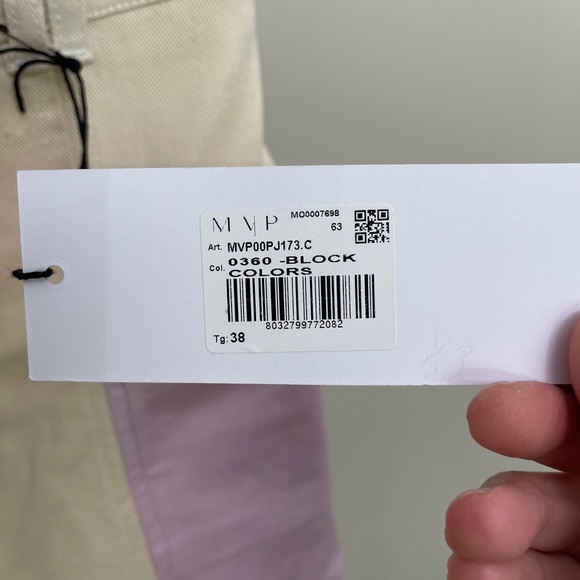 MVP MO0007698
63
Art. MVP00PJ173.C
Col. 0360 -BLOCK
COLORS
8032799772082
Tg: 38